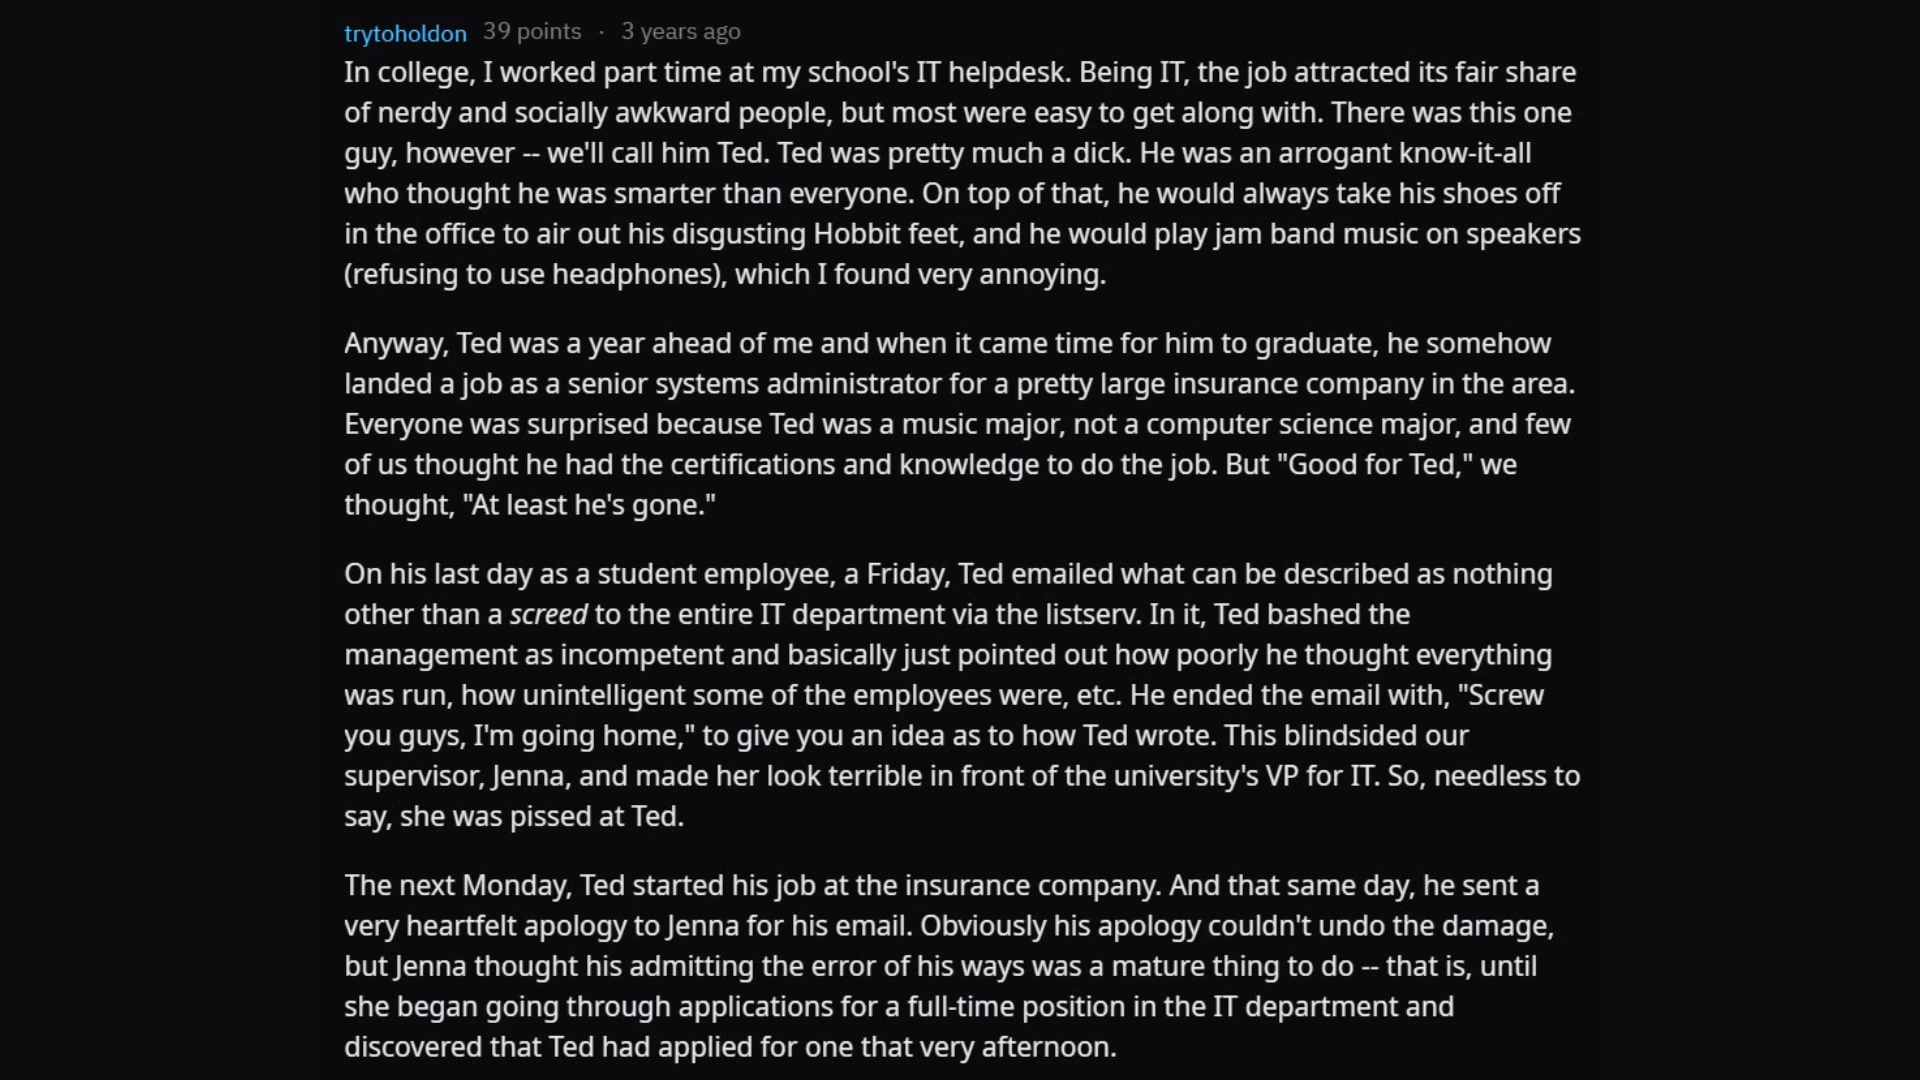 trytoholdon 39 points · 3 years ago
In college, I worked part time at my school's IT helpdesk. Being IT, the job attracted its fair share
of nerdy and socially awkward people, but most were easy to get along with. There was this one
guy, however -- we'll call him Ted. Ted was pretty much a dick. He was an arrogant know-it-all
who thought he was smarter than everyone. On top of that, he would always take his shoes off
in the office to air out his disgusting Hobbit feet, and he would play jam band music on speakers
(refusing to use headphones), which I found very annoying.
Anyway, Ted was a year ahead of me and when it came time for him to graduate, he somehow
landed a job as a senior systems administrator for a pretty large insurance company in the area.
Everyone was surprised because Ted was a music major, not a computer science major, and few
of us thought he had the certifications and knowledge to do the job. But "Good for Ted," we
thought, "At least he's gone."
On his last day as a student employee, a Friday, Ted emailed what can be described as nothing
other than a screed to the entire IT department via the listserv. In it, Ted bashed the
management as incompetent and basically just pointed out how poorly he thought everything
was run, how unintelligent some of the employees were, etc. He ended the email with, "Screw
you guys, I'm going home," to give you an idea as to how Ted wrote. This blindsided our
supervisor, Jenna, and made her look terrible in front of the university's VP for IT. So, needless to
say, she was pissed at Ted.
The next Monday, Ted started his job at the insurance company. And that same day, he sent a
very heartfelt apology to Jenna for his email. Obviously his apology couldn't undo the damage,
but Jenna thought his admitting the error of his ways was a mature thing to do -- that is, until
she began going through applications for a full-time position in the IT department and
discovered that Ted had applied for one that very afternoon.